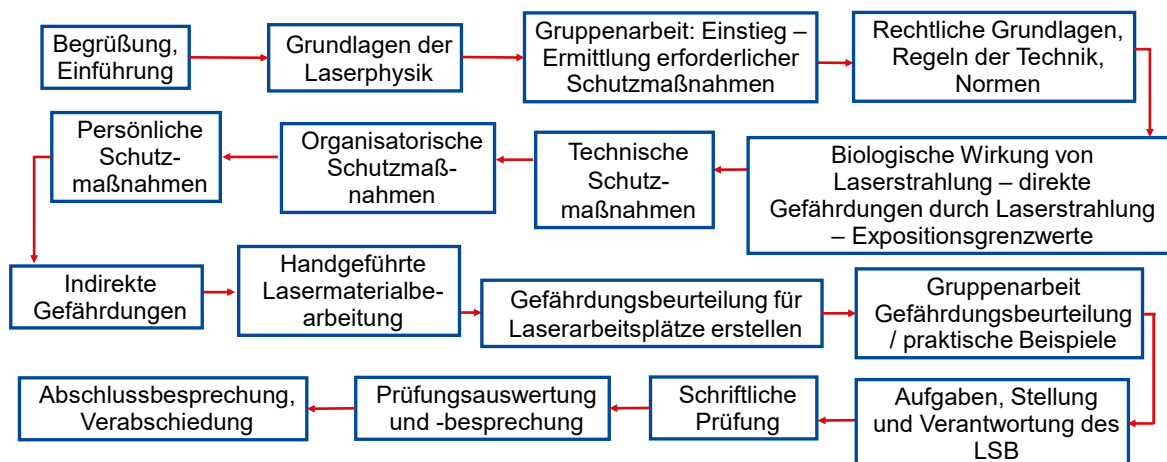 Begrüßung,
Einführung
Grundlagen der
Laserphysik
Gruppenarbeit: Einstieg –
Ermittlung erforderlicher
Schutzmaßnahmen
Rechtliche Grundlagen,
Regeln der Technik,
Normen
Biologische Wirkung von
Laserstrahlung – direkte
Gefährdungen durch Laserstrahlung
– Expositionsgrenzwerte
Technische
Schutz-
maßnahmen
Organisatorische
Schutzmaß-
nahmen
Persönliche
Schutz-
maßnahmen
Indirekte
Gefährdungen
Handgeführte
Lasermaterialbe-
arbeitung
Gefährdungsbeurteilung für
Laserarbeitsplätze erstellen
Gruppenarbeit
Gefährdungsbeurteilung
/ praktische Beispiele
Aufgaben, Stellung
und Verantwortung des
LSB
Schriftliche
Prüfung
Prüfungsauswertung
und -besprechung
Abschlussbesprechung,
Verabschiedung